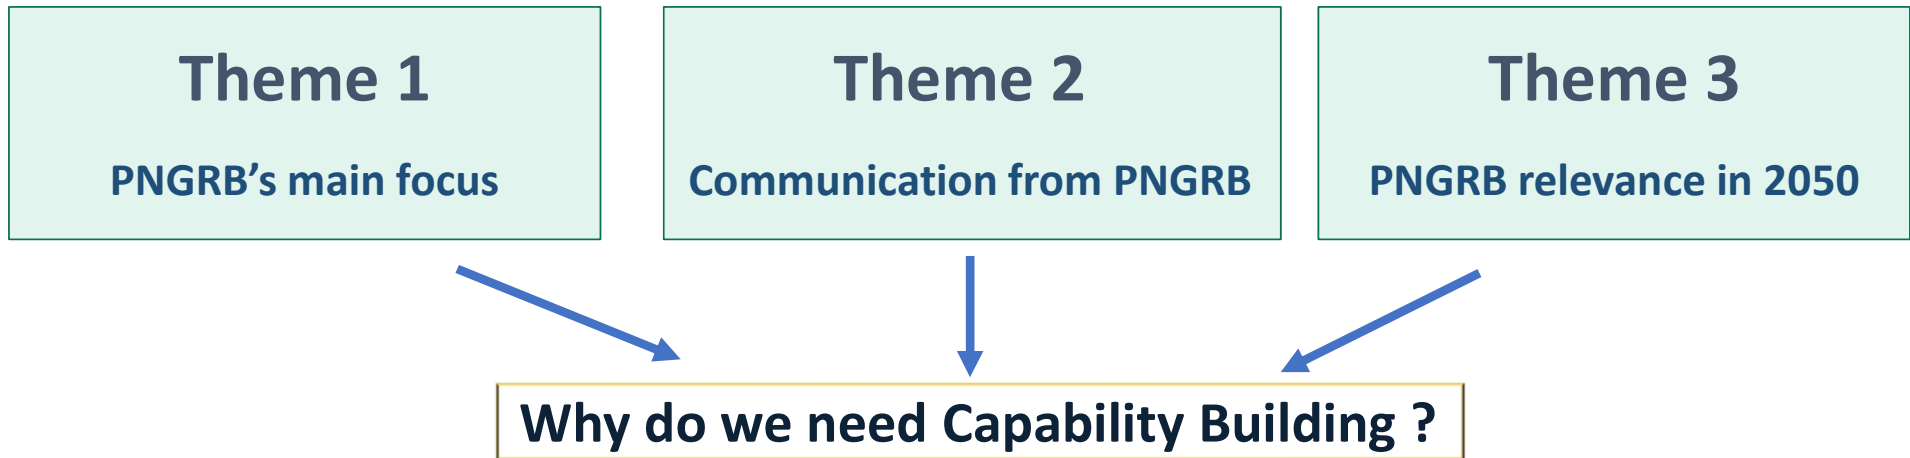 Theme 1
PNGRB’s main focus
Theme 2
Communication from PNGRB
Theme 3
PNGRB relevance in 2050
Why do we need Capability Building ?